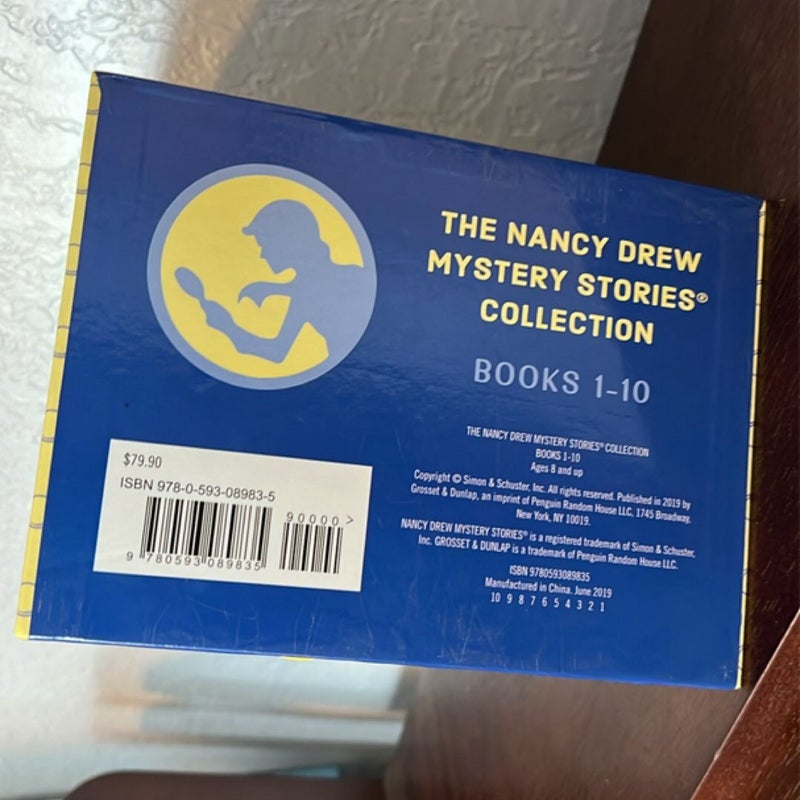 THE NANCY DREW
MYSTERY STORIES®
COLLECTION
BOOKS 1-10
THE NANCY DREW MYSTERY STORIES® COLLECTION
BOOKS 1-10
Ages 8 and up
Copyright © Simon & Schuster, Inc. All rights reserved. Published in 2019 by
Grosset & Dunlap, an imprint of Penguin Random House LLC, 1745 Broadway,
New York, NY 10019.
NANCY DREW MYSTERY STORIES® is a registered trademark of Simon & Schuster,
Inc. GROSSET & DUNLAP is a trademark of Penguin Random House LLC.
ISBN 9780593089835
Manufactured in China. June 2019
10 9 8 7 6 5 4 3 2 1
$79.90
ISBN 978-0-593-08983-5
90000>
9 780593 089835